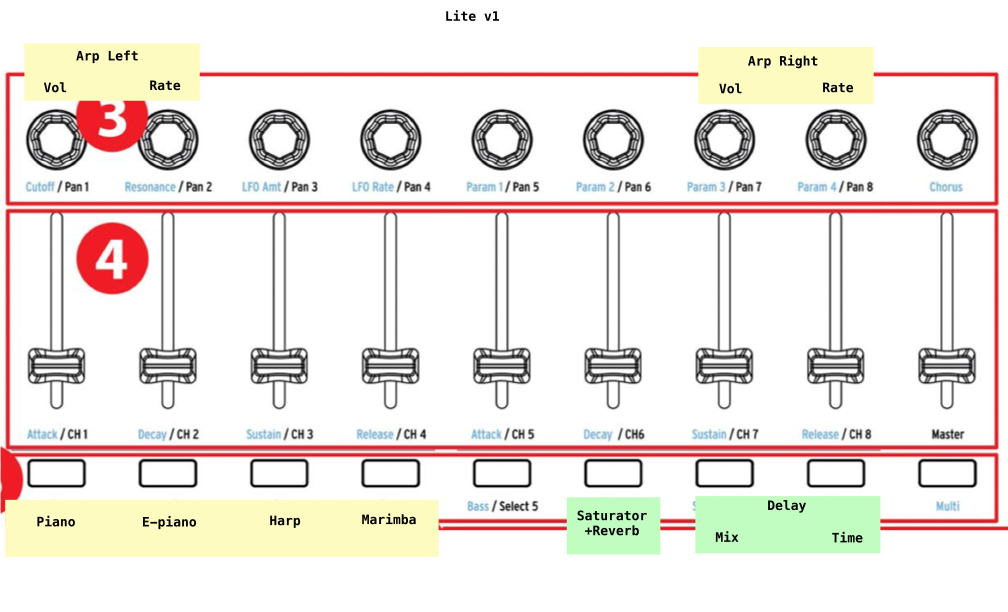 Lite v1
Arp Left
Arp Right
Vol Rate
Vol Rate
3
Cutoff / Pan 1
Resonance / Pan 2
LFO Amt / Pan 3
LFO Rate / Pan 4
Param 1 / Pan 5
Param 2 / Pan 6
Param 3 / Pan 7
Param 4 / Pan 8
Chorus
4
Attack / CH 1
Decay / CH 2
Sustain / CH 3
Release / CH 4
Attack / CH 5
Decay / CH6
Sustain / CH 7
Release / CH 8
Master
Bass / Select 5
Multi
Piano
E-piano
Harp
Marimba
Saturator
+Reverb
Delay
Mix Time